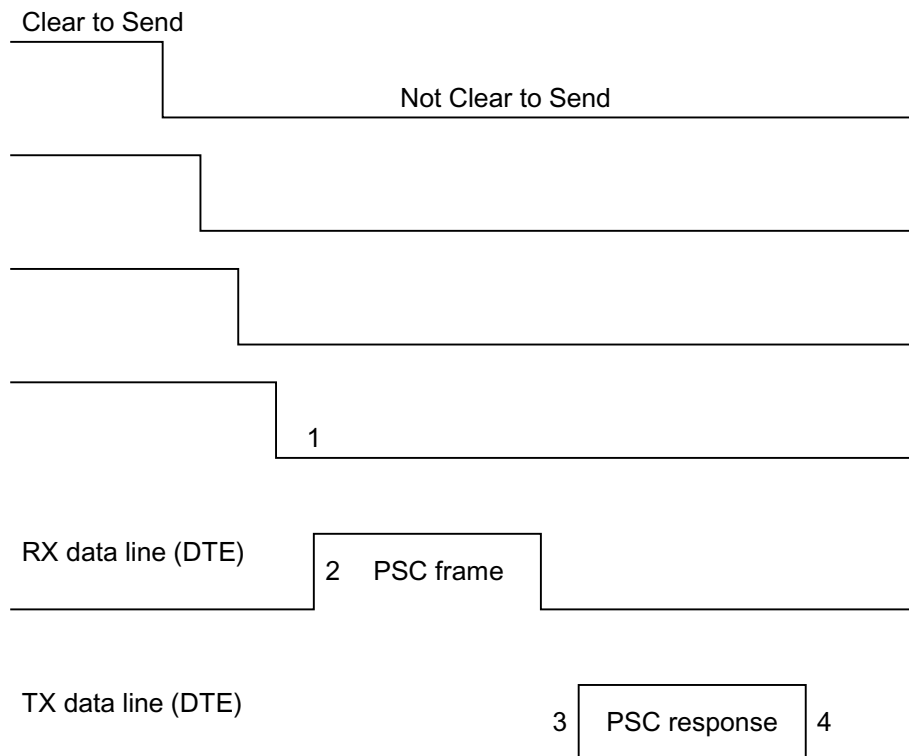 Clear to Send
Not Clear to Send
1
RX data line (DTE)
2 PSC frame
TX data line (DTE)
3 PSC response 4